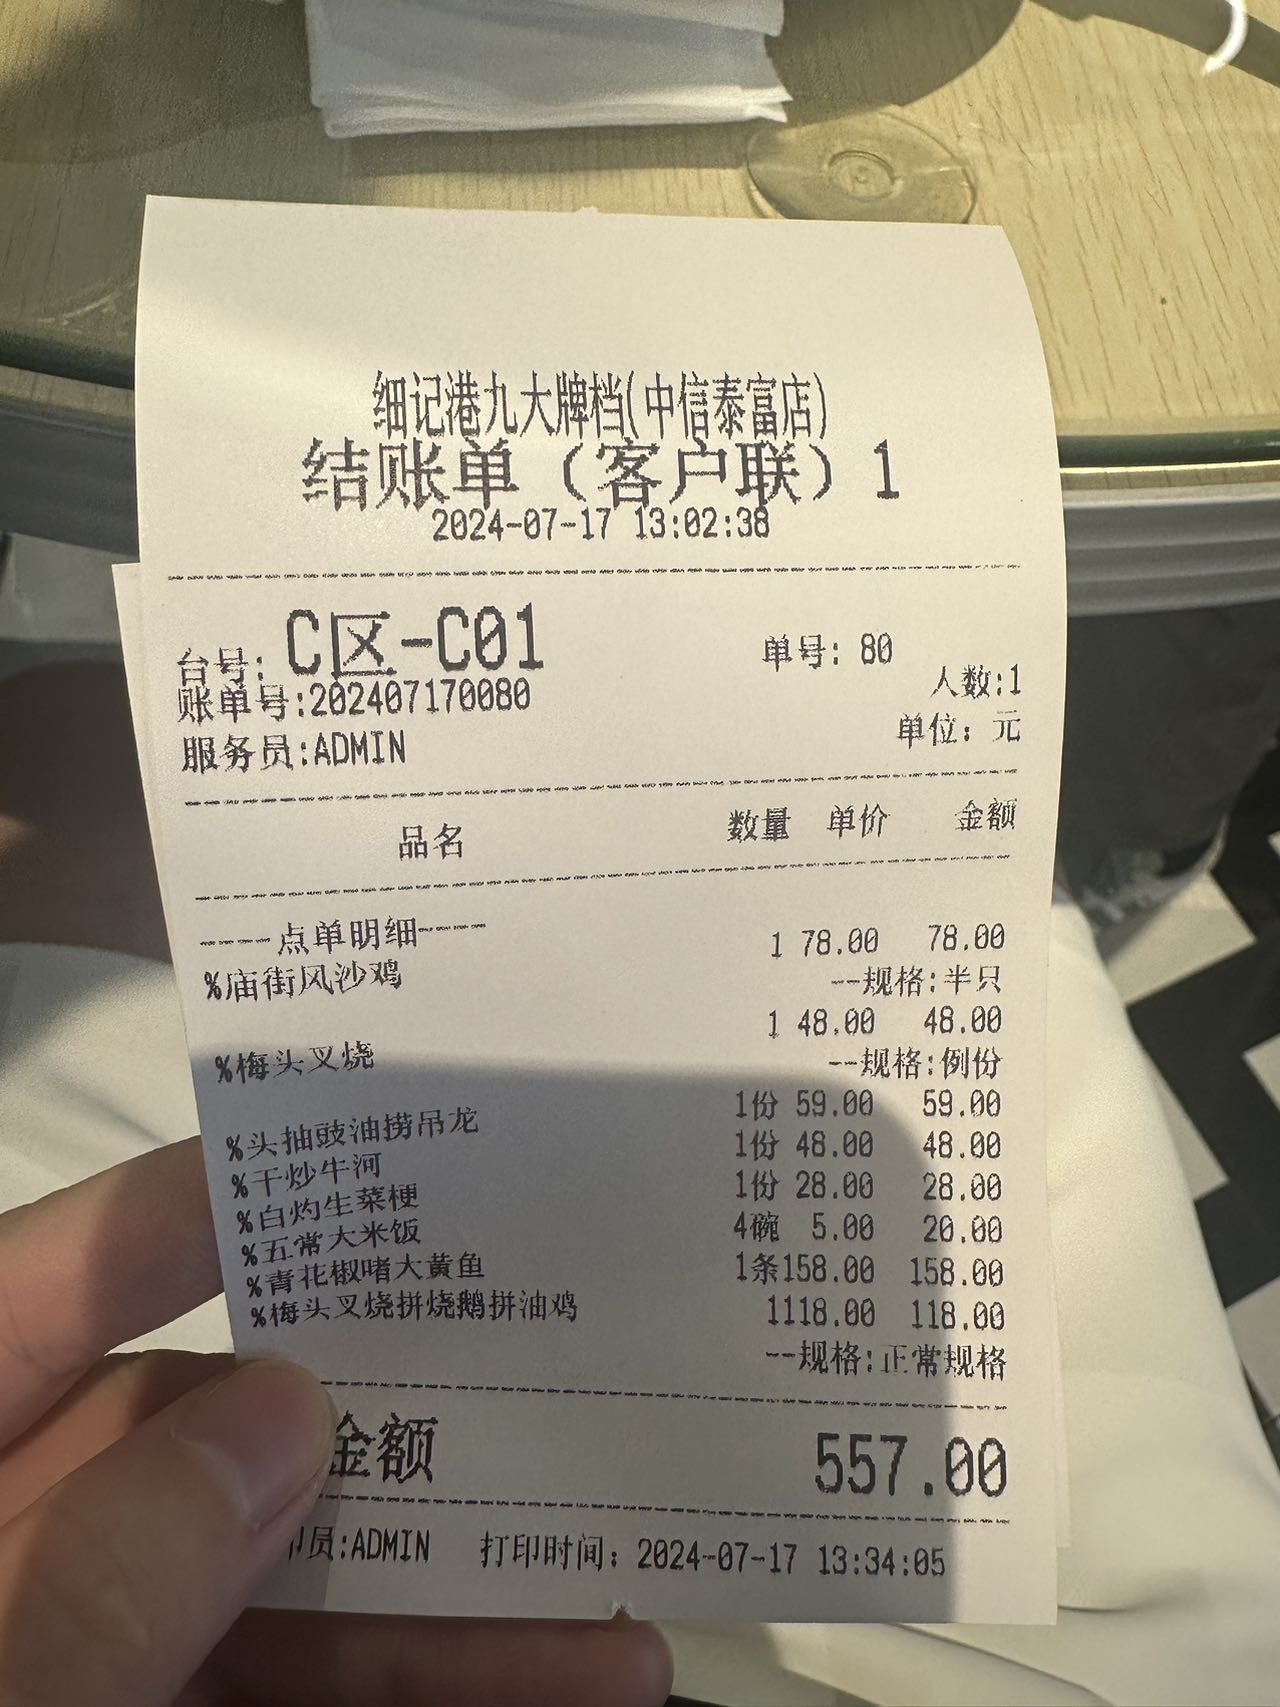 细记港九大牌档(中信泰富店)
结账单（客户联）1
2024-07-17 13:02:38
台号: C区-C01 单号: 80
账单号:202407170080 人数:1
服务员:ADMIN 单位: 元
品名 数量 单价 金额
----点单明细----
%庙街风沙鸡 1 78.00 78.00
--规格:半只
%梅头叉烧 1 48.00 48.00
--规格:例份
%头抽豉油捞吊龙 1份 59.00 59.00
%干炒牛河 1份 48.00 48.00
%白灼生菜梗 1份 28.00 28.00
%五常大米饭 4碗 5.00 20.00
%青花椒啫大黄鱼 1条158.00 158.00
%梅头叉烧拼烧鹅拼油鸡 1118.00 118.00
--规格:正常规格
金额 557.00
员:ADMIN 打印时间: 2024-07-17 13:34:05